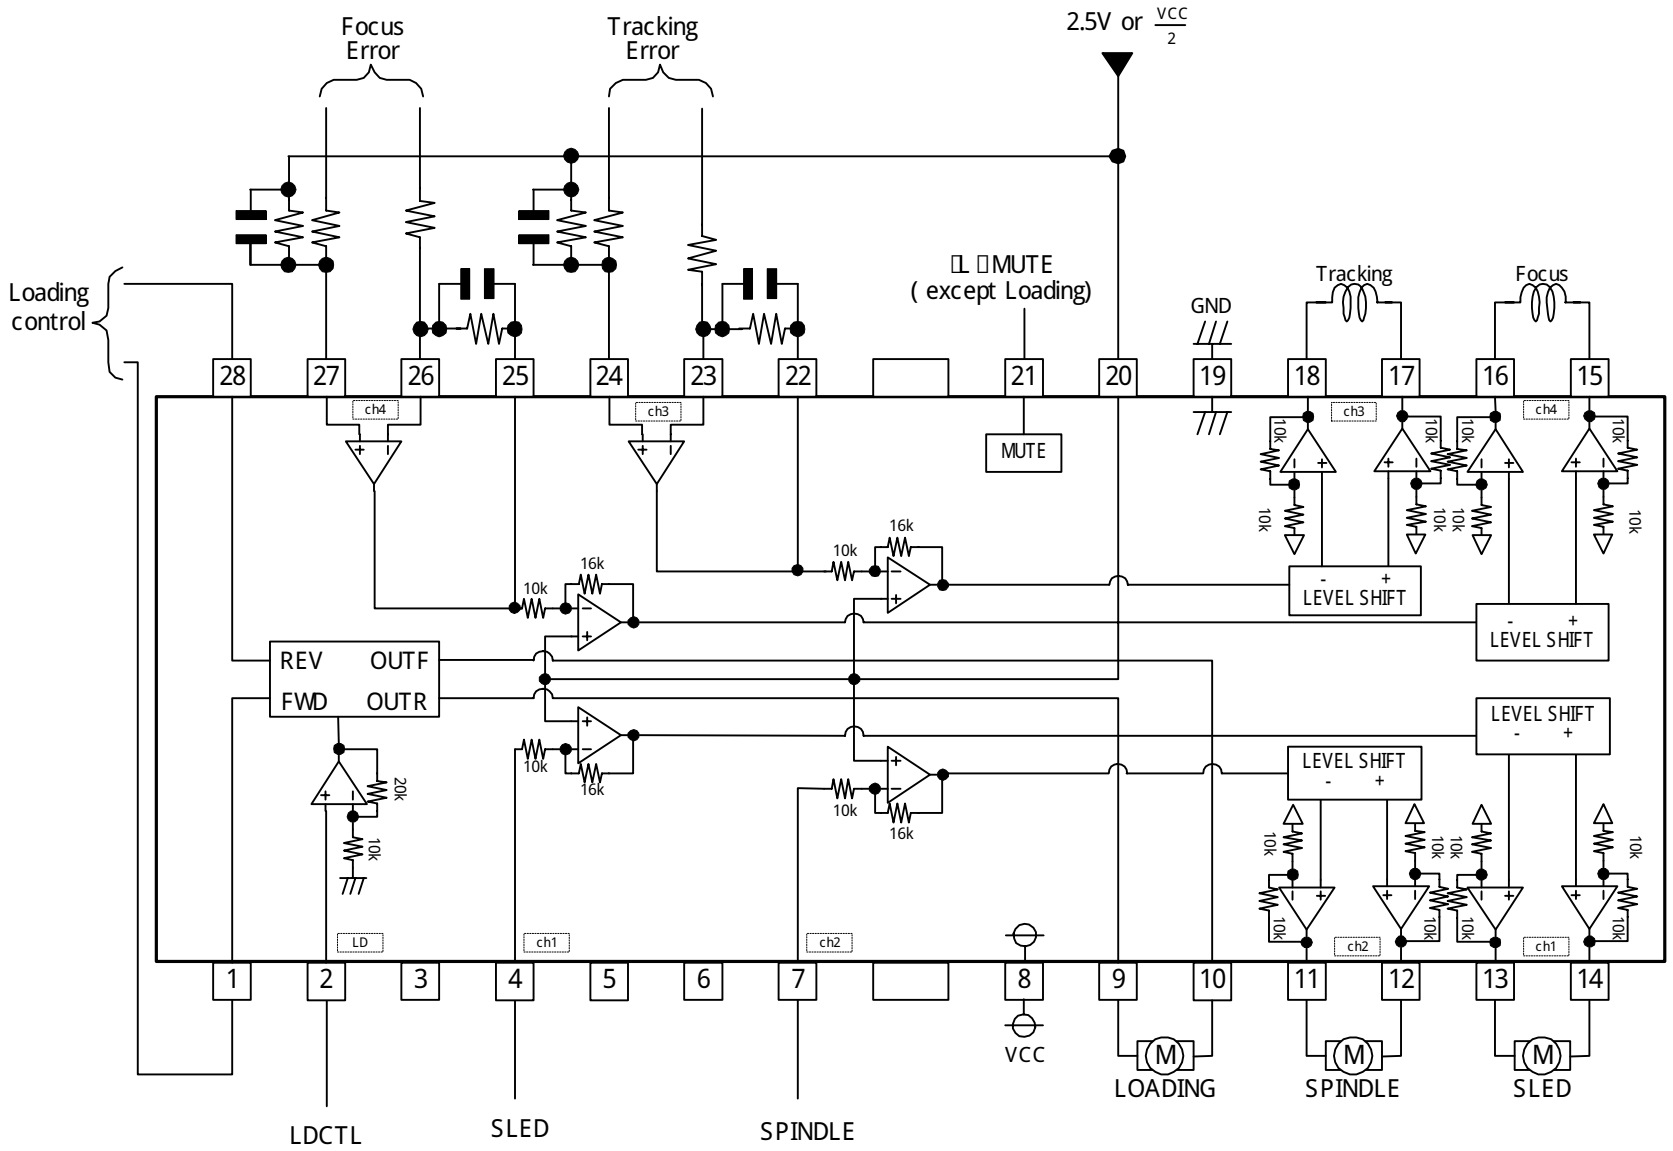 Focus
Error
Tracking
Error
2.5V or VCC
2
L MUTE
( except Loading)
Loading
control
GND
Tracking
Focus
28
27
26
25
24
23
22
21
20
19
18
17
16
15
ch4
ch3
ch3
ch4
MUTE
10k
10k
10k
10k
10k
10k
10k
10k
16k
10k
16k
10k
- +
LEVEL SHIFT
- +
LEVEL SHIFT
REV OUTF
FWD OUTR
LEVEL SHIFT
- +
LEVEL SHIFT
- +
10k
16k
10k
16k
20k
10k
10k
10k
10k
10k
10k
10k
10k
10k
LD
ch1
ch2
ch2
ch1
1
2
3
4
5
6
7
8
9
10
11
12
13
14
VCC
M
M
M
LOADING
SPINDLE
SLED
LDCTL
SLED
SPINDLE